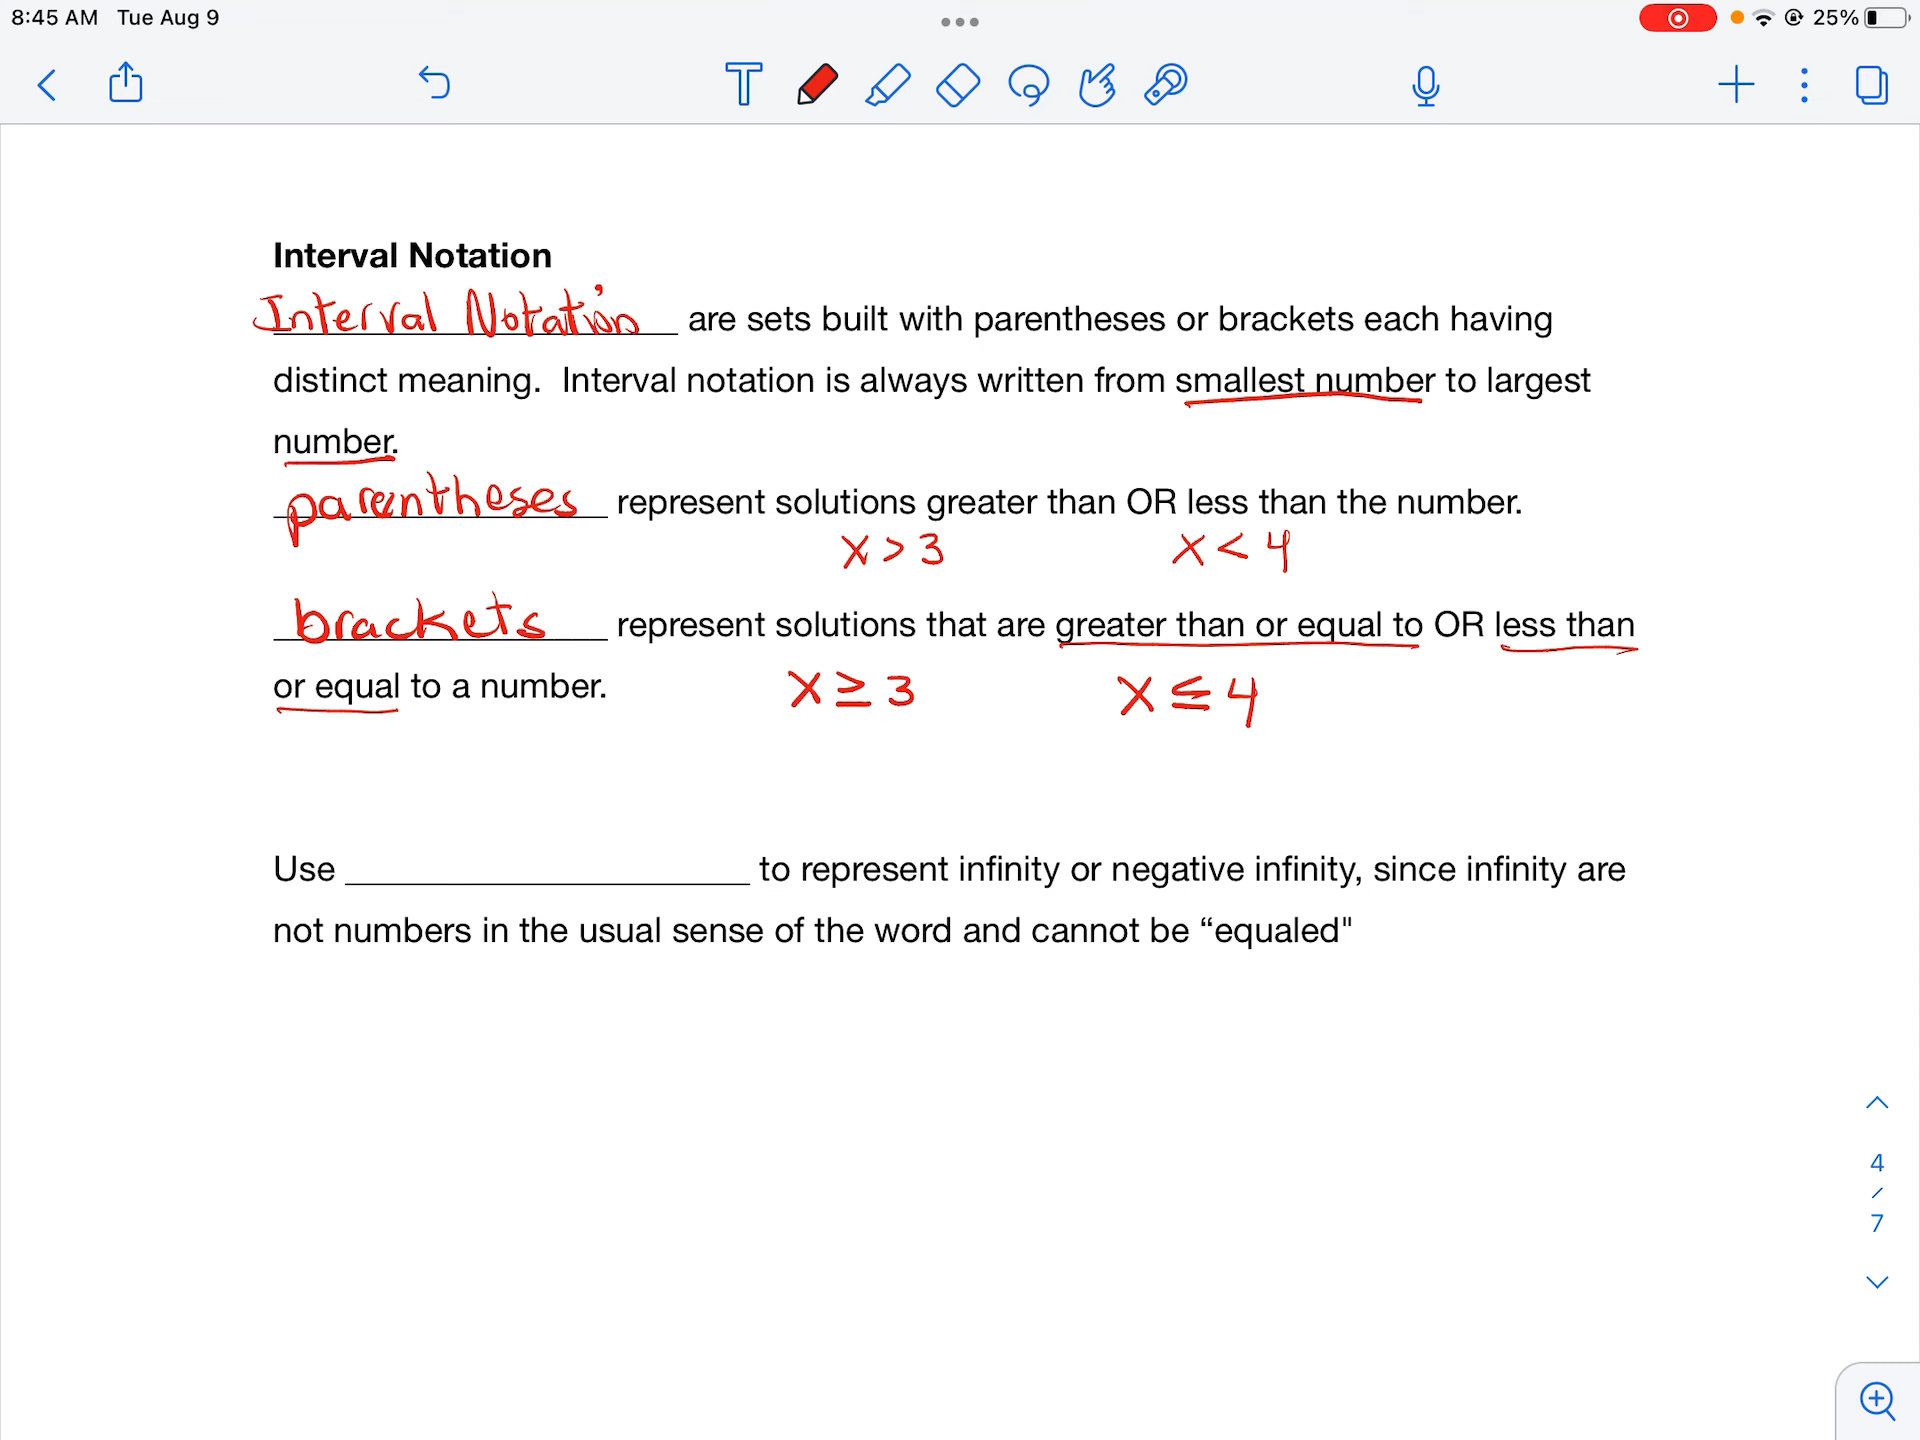 8:45 AM Tue Aug 9
25%
Interval Notation
Interval Notation are sets built with parentheses or brackets each having
distinct meaning. Interval notation is always written from smallest number to largest
number.
parentheses represent solutions greater than OR less than the number.
x > 3 x < 4
brackets represent solutions that are greater than or equal to OR less than
or equal to a number. x ≥ 3 x ≤ 4
Use ____________________ to represent infinity or negative infinity, since infinity are
not numbers in the usual sense of the word and cannot be “equaled"
4
/
7